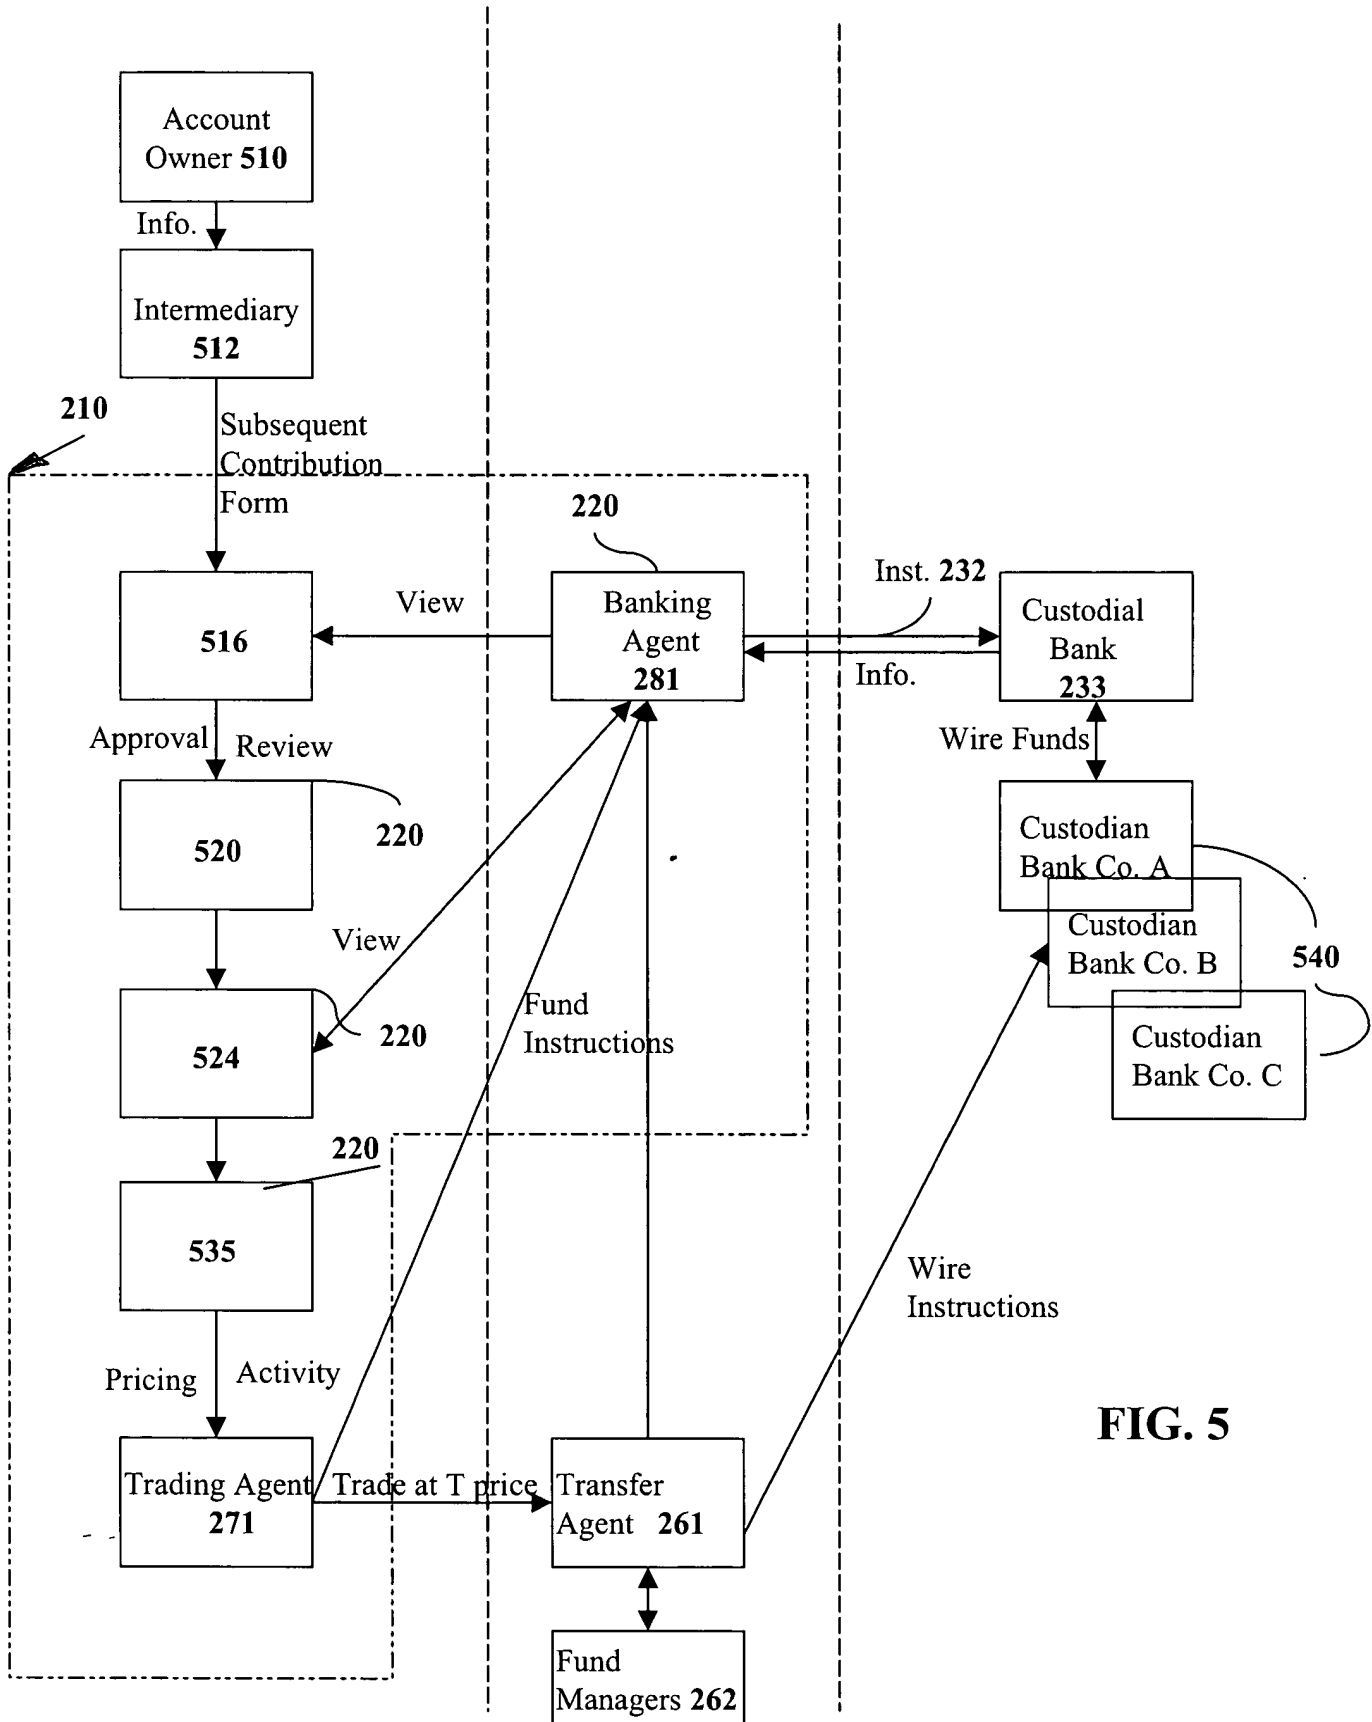 Account
Owner 510
Info.
Intermediary
512
210
Subsequent
Contribution
Form
220
516
View
Banking
Agent
281
Inst. 232
Info.
Custodial
Bank
233
Approval
Review
Wire Funds
520
220
Custodian
Bank Co. A
Custodian
Bank Co. B
540
Custodian
Bank Co. C
View
524
220
Fund
Instructions
220
535
Wire
Instructions
Pricing
Activity
FIG. 5
Trading Agent
271
Trade at T price
Transfer
Agent 261
Fund
Managers 262